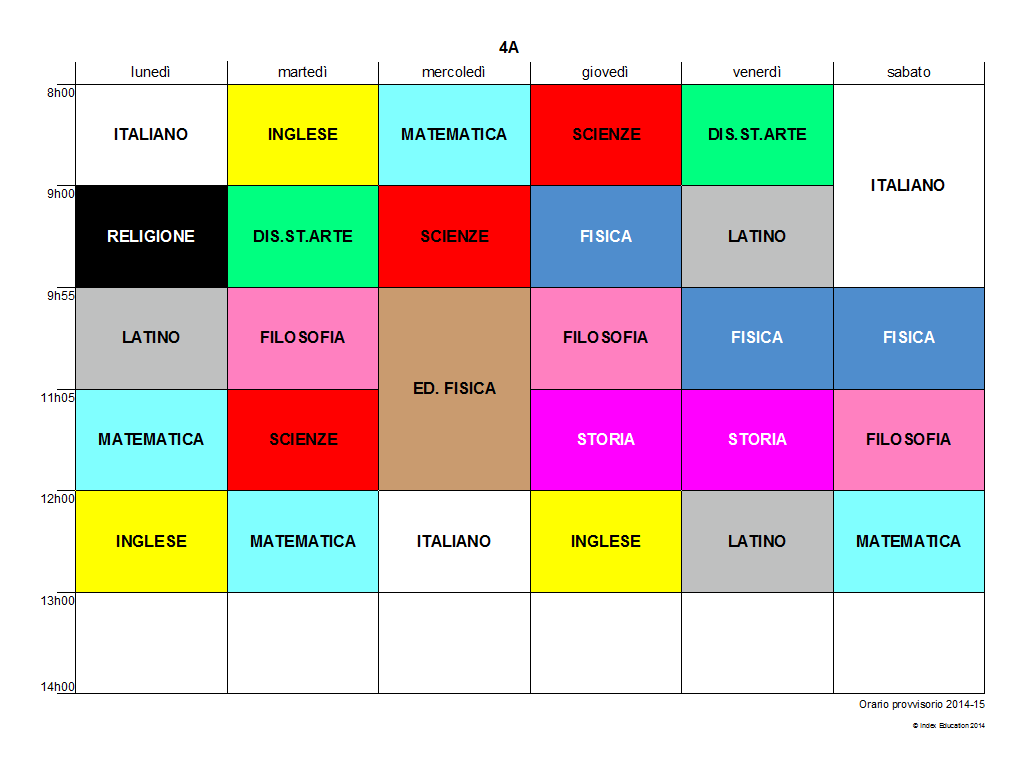 4A
lunedì martedì mercoledì giovedì venerdì sabato
8h00
ITALIANO INGLESE MATEMATICA SCIENZE DIS.ST.ARTE
ITALIANO
9h00
RELIGIONE DIS.ST.ARTE SCIENZE FISICA LATINO
9h55
LATINO FILOSOFIA FILOSOFIA FISICA FISICA
ED. FISICA
11h05
MATEMATICA SCIENZE STORIA STORIA FILOSOFIA
12h00
INGLESE MATEMATICA ITALIANO INGLESE LATINO MATEMATICA
13h00
14h00
Orario provvisorio 2014-15
© Index Education 2014